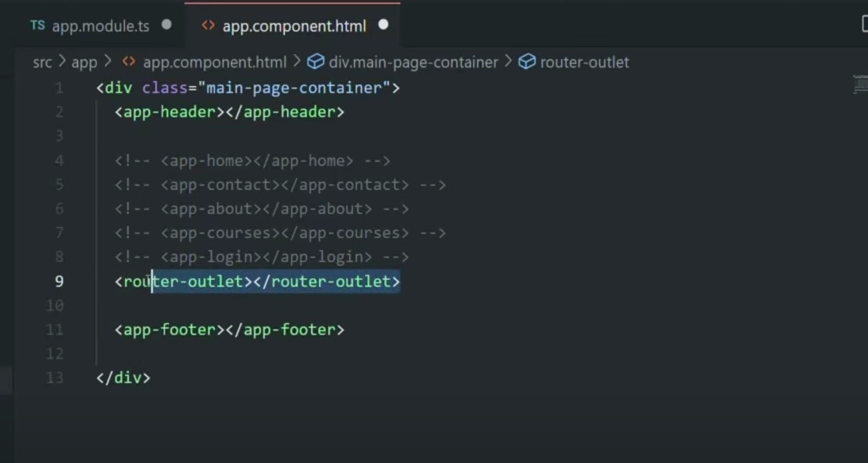 TS app.module.ts
<> app.component.html
src > app > <> app.component.html > div.main-page-container > router-outlet
1 <div class="main-page-container">
2 <app-header></app-header>
3
4 <!-- <app-home></app-home> -->
5 <!-- <app-contact></app-contact> -->
6 <!-- <app-about></app-about> -->
7 <!-- <app-courses></app-courses> -->
8 <!-- <app-login></app-login> -->
9 <router-outlet></router-outlet>
10
11 <app-footer></app-footer>
12
13 </div>